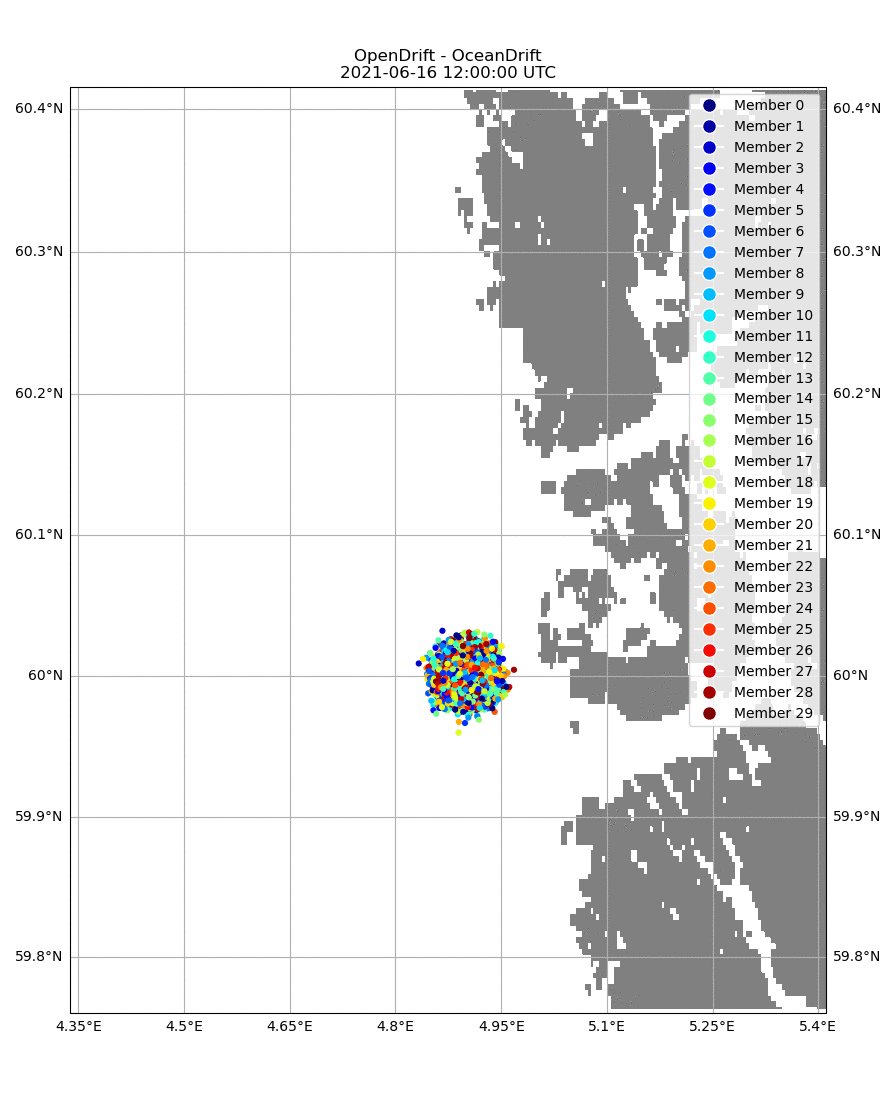 OpenDrift - OceanDrift
2021-06-16 12:00:00 UTC
60.4°N
60.4°N
60.3°N
60.3°N
60.2°N
60.2°N
60.1°N
60.1°N
60°N
60°N
59.9°N
59.9°N
59.8°N
59.8°N
Member 0
Member 1
Member 2
Member 3
Member 4
Member 5
Member 6
Member 7
Member 8
Member 9
Member 10
Member 11
Member 12
Member 13
Member 14
Member 15
Member 16
Member 17
Member 18
Member 19
Member 20
Member 21
Member 22
Member 23
Member 24
Member 25
Member 26
Member 27
Member 28
Member 29
4.35°E 4.5°E 4.65°E 4.8°E 4.95°E 5.1°E 5.25°E 5.4°E